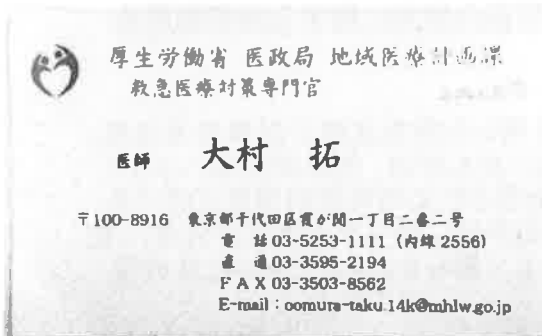 厚生労働省 医政局 地域医療計画課
救急医療対策専門官
医師 大村 拓
〒100-8916 東京都千代田区霞が関一丁目二番二号
電 話 03-5253-1111 (内線 2556)
直 通 03-3595-2194
F A X 03-3503-8562
E-mail：oomura-taku.14k@mhlw.go.jp